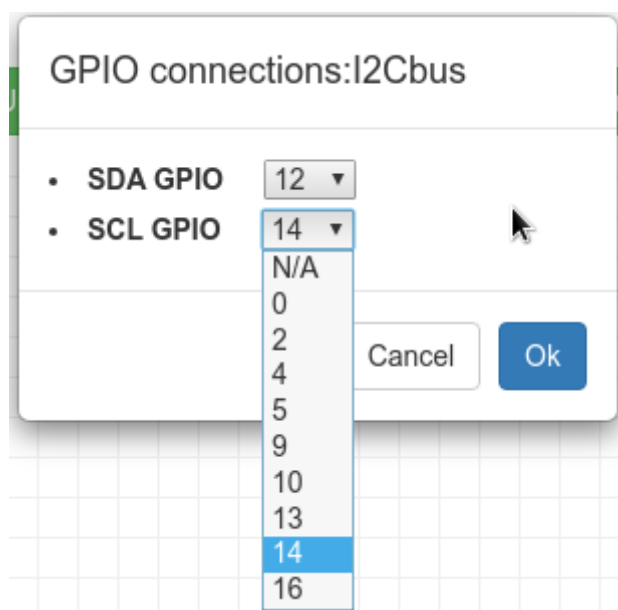 U
GPIO connections:I2Cbus
• SDA GPIO 12 ▼
• SCL GPIO 14 ▼
N/A
0
2
4
5
9
10
13
14
16
Cancel Ok